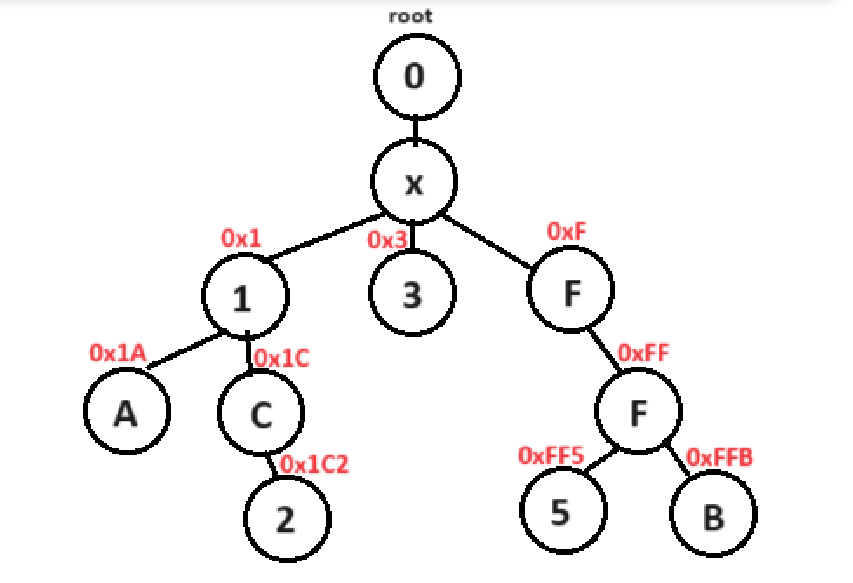 root
0
x
0x1 0x3 0xF
1 3 F
0x1A 0x1C 0xFF
A C F
0x1C2 0xFF5 0xFFB
2 5 B